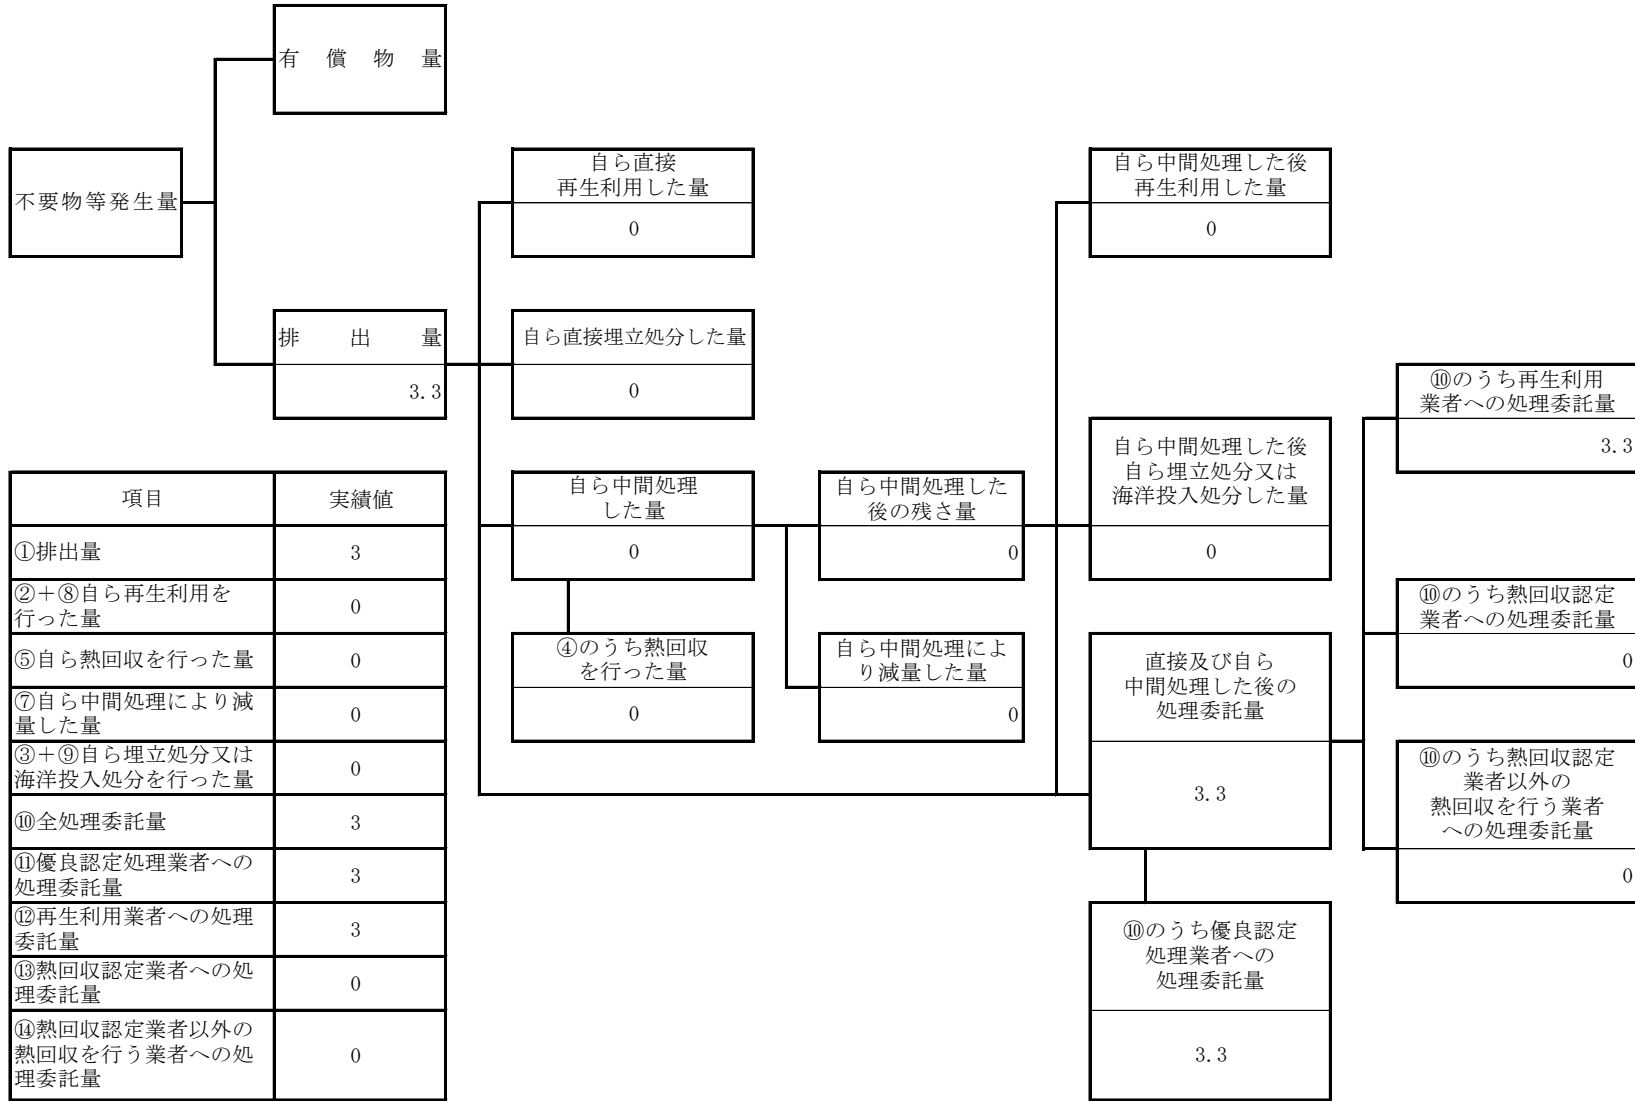 有償物量
不要物等発生量
排出量
3.3
自ら直接
再生利用した量
0
自ら直接埋立処分した量
0
自ら中間処理
した量
0
④のうち熱回収
を行った量
0
自ら中間処理した
後の残さ量
0
自ら中間処理によ
り減量した量
0
自ら中間処理した後
再生利用した量
0
自ら中間処理した後
自ら埋立処分又は
海洋投入処分した量
0
直接及び自ら
中間処理した後の
処理委託量
3.3
⑩のうち優良認定
処理業者への
処理委託量
3.3
⑩のうち再生利用
業者への処理委託量
3.3
⑩のうち熱回収認定
業者への処理委託量
0
⑩のうち熱回収認定
業者以外の
熱回収を行う業者
への処理委託量
0
項目 実績値
①排出量 3
②+⑧自ら再生利用を
行った量 0
⑤自ら熱回収を行った量 0
⑦自ら中間処理により減
量した量 0
③+⑨自ら埋立処分又は
海洋投入処分を行った量 0
⑩全処理委託量 3
⑪優良認定処理業者への
処理委託量 3
⑫再生利用業者への処理
委託量 3
⑬熱回収認定業者への処
理委託量 0
⑭熱回収認定業者以外の
熱回収を行う業者への処
理委託量 0